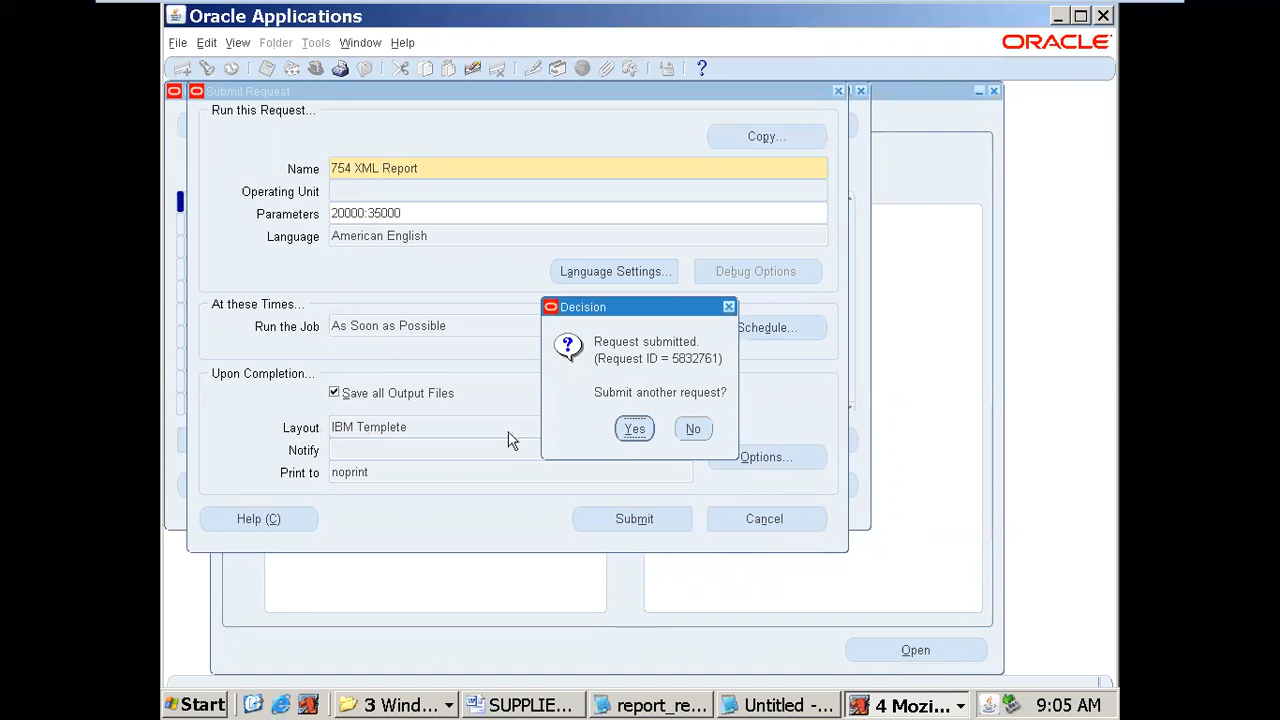 Oracle Applications
File Edit View Folder Tools Window Help
ORACLE
Submit Request
Run this Request...
Copy...
Name 754 XML Report
Operating Unit
Parameters 20000:35000
Language American English
Language Settings... Debug Options
At these Times...
Run the Job As Soon as Possible
Schedule...
Upon Completion...
Save all Output Files
Layout IBM Templete
Notify
Options...
Print to noprint
Help (C) Submit Cancel
Decision
Request submitted.
(Request ID = 5832761)
Submit another request?
Yes No
Open
Start 3 Wind... SUPPLIE... report_re... Untitled -... 4 Mozi... 9:05 AM